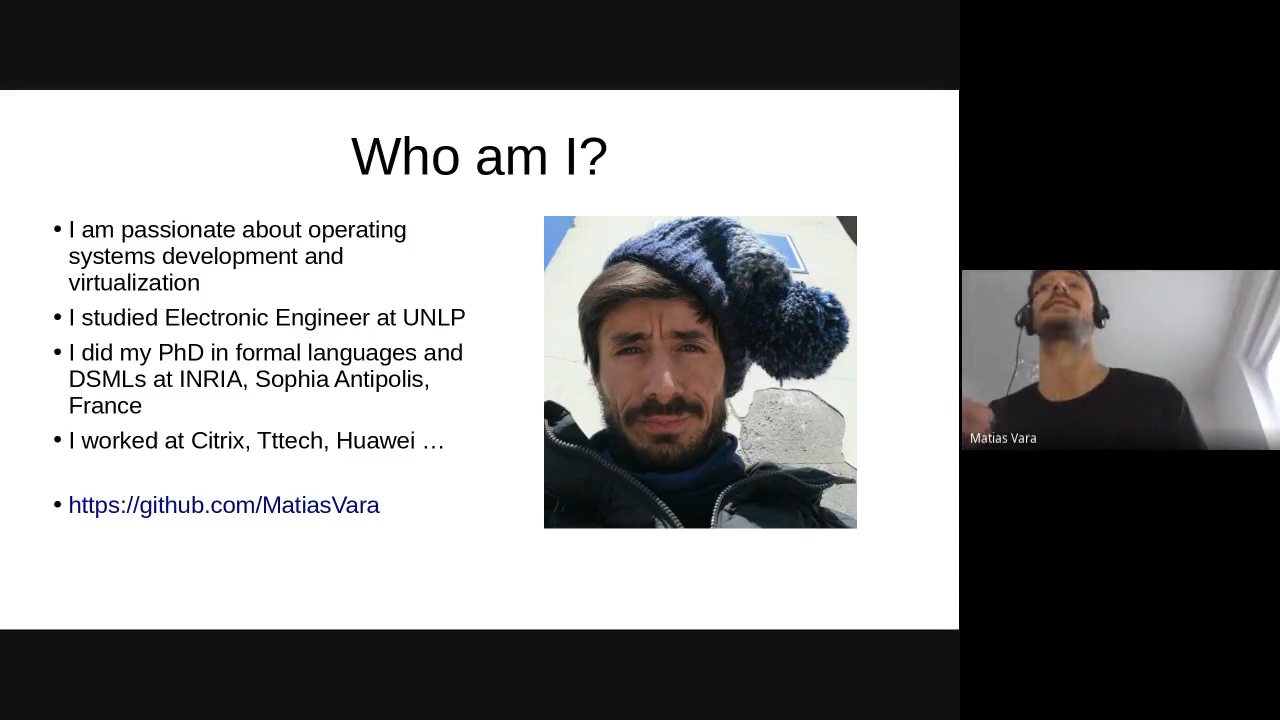 Who am I?
• I am passionate about operating
systems development and
virtualization
• I studied Electronic Engineer at UNLP
• I did my PhD in formal languages and
DSMLs at INRIA, Sophia Antipolis,
France
• I worked at Citrix, Tttech, Huawei …
• https://github.com/MatiasVara
Matias Vara